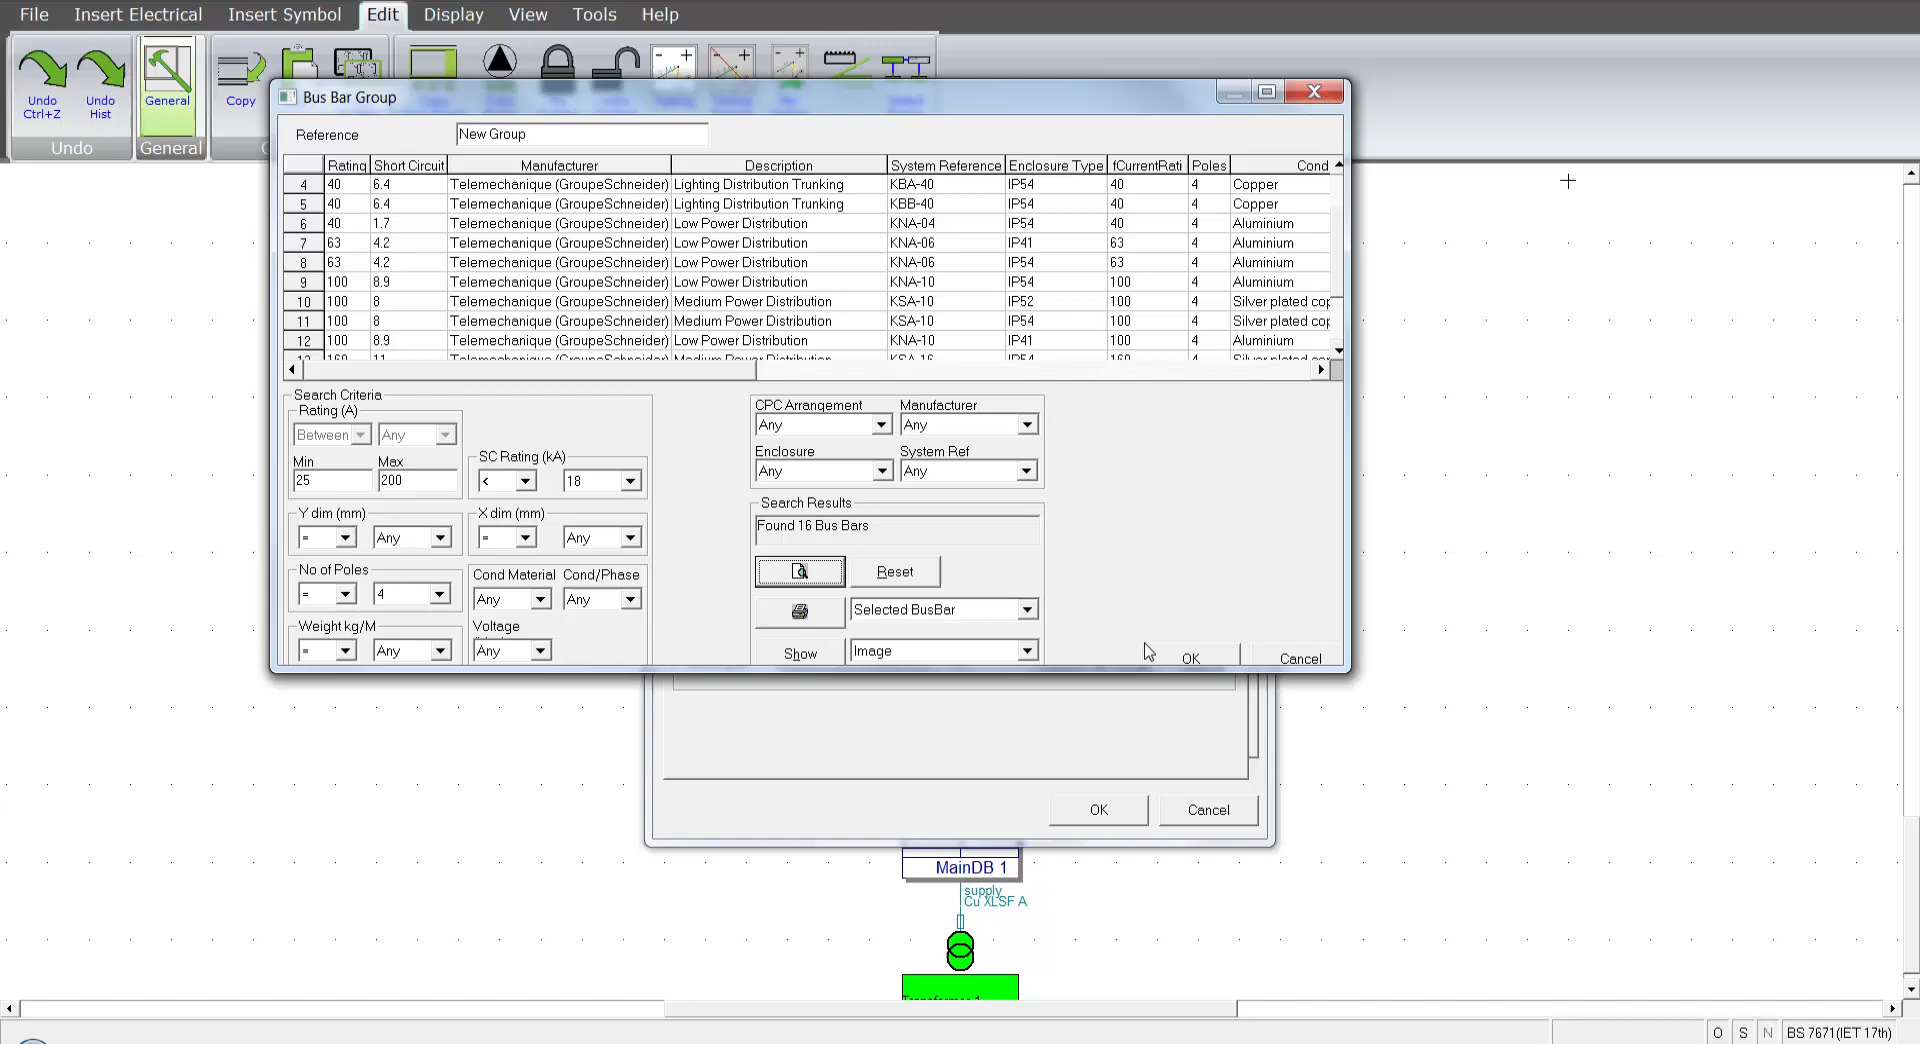 File Insert Electrical Insert Symbol Edit Display View Tools Help
Undo Ctrl+Z
Undo Hist
General
Copy
Undo
General
Bus Bar Group
Reference New Group
Rating Short Circuit Manufacturer Description System Reference Enclosure Type fCurrentRati Poles Cond
4 40 6.4 Telemechanique (GroupeSchneider) Lighting Distribution Trunking KBA-40 IP54 40 4 Copper
5 40 6.4 Telemechanique (GroupeSchneider) Lighting Distribution Trunking KBB-40 IP54 40 4 Copper
6 40 1.7 Telemechanique (GroupeSchneider) Low Power Distribution KNA-04 IP54 40 4 Aluminium
7 63 4.2 Telemechanique (GroupeSchneider) Low Power Distribution KNA-06 IP41 63 4 Aluminium
8 63 4.2 Telemechanique (GroupeSchneider) Low Power Distribution KNA-06 IP54 63 4 Aluminium
9 100 8.9 Telemechanique (GroupeSchneider) Low Power Distribution KNA-10 IP54 100 4 Aluminium
10 100 8 Telemechanique (GroupeSchneider) Medium Power Distribution KSA-10 IP52 100 4 Silver plated cop
11 100 8 Telemechanique (GroupeSchneider) Medium Power Distribution KSA-10 IP54 100 4 Silver plated cop
12 100 8.9 Telemechanique (GroupeSchneider) Low Power Distribution KNA-10 IP41 100 4 Aluminium
Search Criteria
Rating (A)
Between Any
Min Max
25 200
SC Rating (kA)
< 18
Y dim (mm) X dim (mm)
= Any = Any
No of Poles Cond Material Cond/Phase
= 4 Any Any
Weight kg/M Voltage
= Any Any
CPC Arrangement Manufacturer
Any Any
Enclosure System Ref
Any Any
Search Results
Found 16 Bus Bars
Reset
Selected BusBar
Show Image
OK Cancel
OK Cancel
MainDB 1
supply
Cu XLSF A
O S N BS 7671(IET 17th)